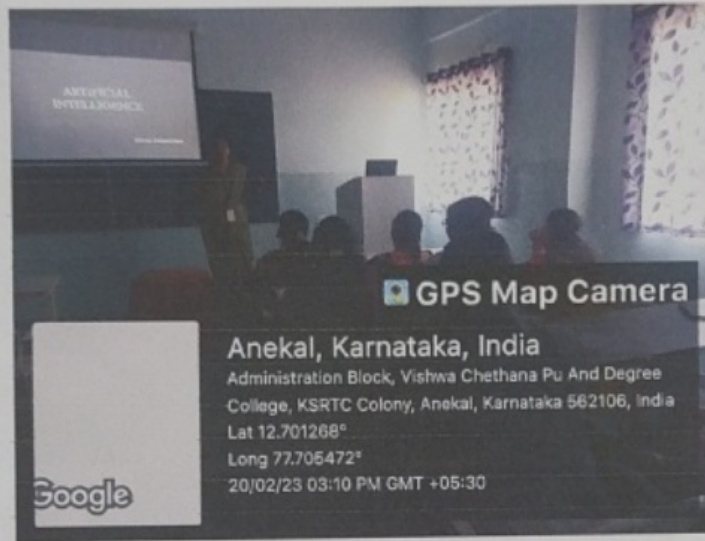 ARTIFICIAL
INTELLIGENCE
GPS Map Camera
Anekal, Karnataka, India
Administration Block, Vishwa Chethana Pu And Degree
College, KSRTC Colony, Anekal, Karnataka 562106, India
Lat 12.701268°
Long 77.705472°
20/02/23 03:10 PM GMT +05:30
Google